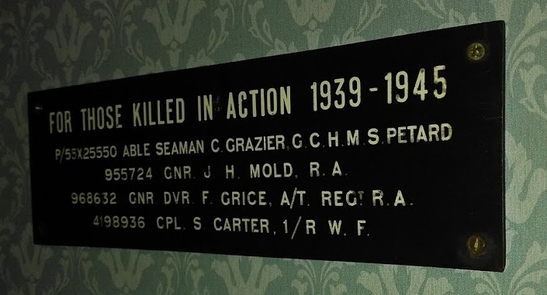 FOR THOSE KILLED IN ACTION 1939-1945
P/SSX25550 ABLE SEAMAN C. GRAZIER, G.C. H.M.S. PETARD
955724 GNR. J. H. MOLD, R.A.
968632 GNR DVR. F. GRICE, A/T. REGT R.A.
4198936 CPL. S. CARTER, 1/R.W.F.